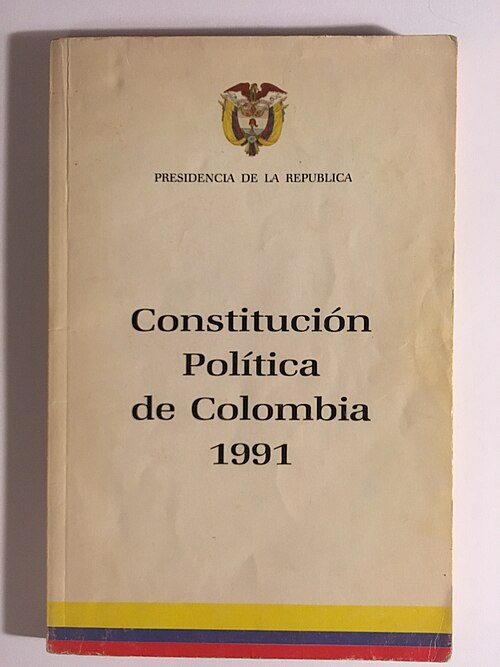 PRESIDENCIA DE LA REPUBLICA
Constitución
Política
de Colombia
1991